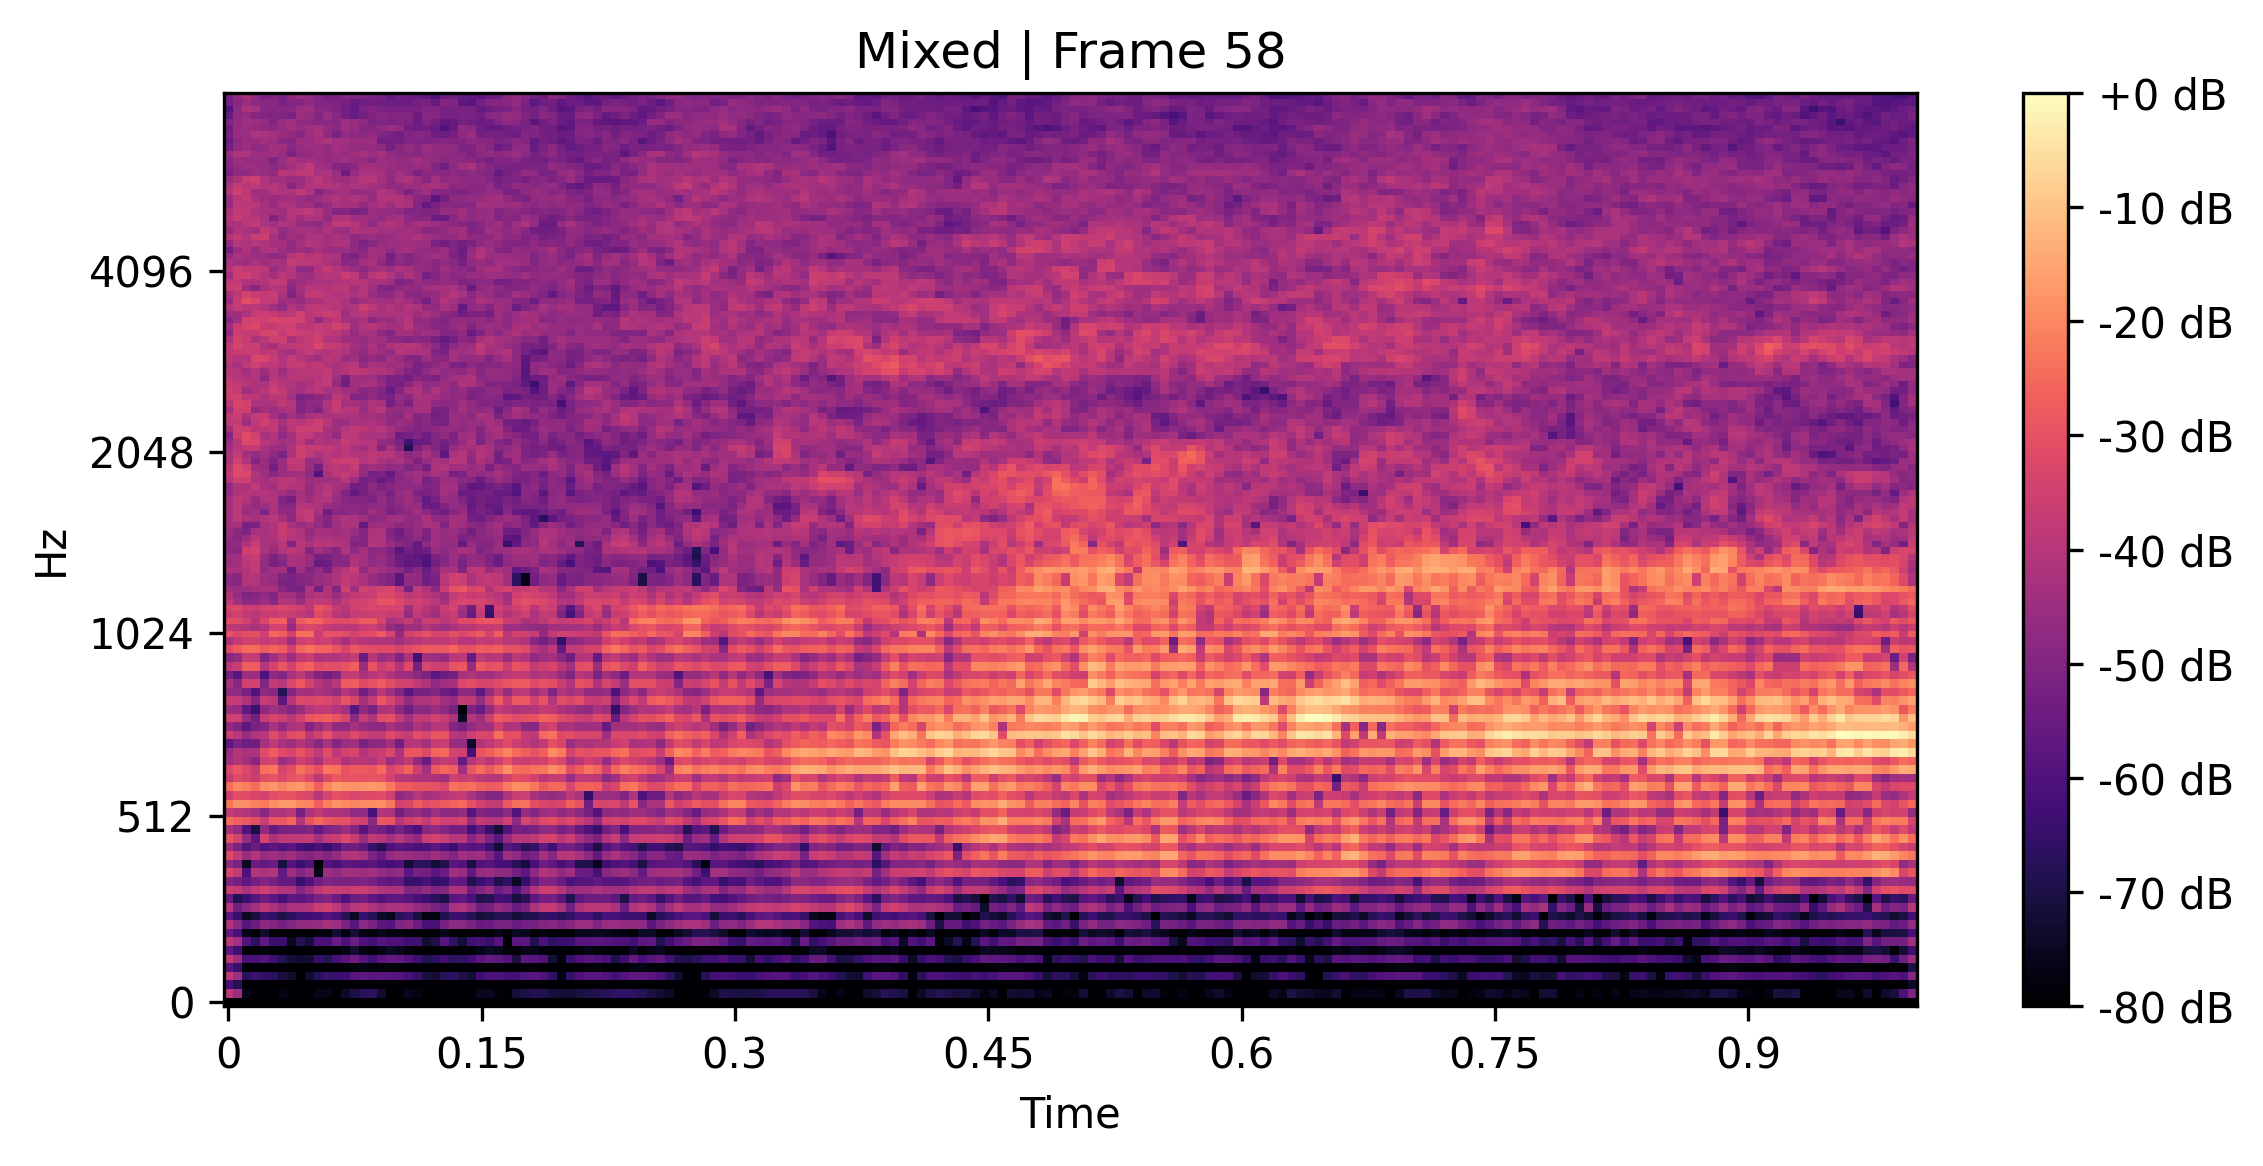 Mixed | Frame 58
Hz
4096
2048
1024
512
0
0 0.15 0.3 0.45 0.6 0.75 0.9
Time
+0 dB
-10 dB
-20 dB
-30 dB
-40 dB
-50 dB
-60 dB
-70 dB
-80 dB